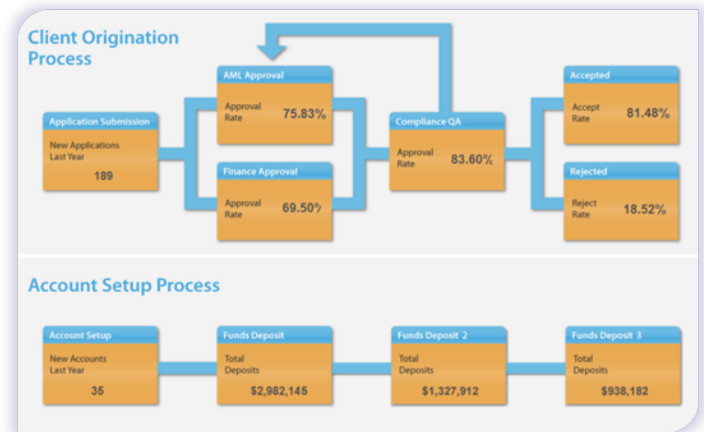 Client Origination
Process
AML Approval
Approval
Rate
75.83%
Accepted
Accept
Rate
81.48%
Application Submission
New Applications
Last Year
189
Compliance QA
Approval
Rate
83.60%
Finance Approval
Approval
Rate
69.50%
Rejected
Reject
Rate
18.52%
Account Setup Process
Account Setup
New Accounts
Last Year
35
Funds Deposit
Total
Deposits
$2,982,145
Funds Deposit 2
Total
Deposits
$1,327,912
Funds Deposit 3
Total
Deposits
$938,182